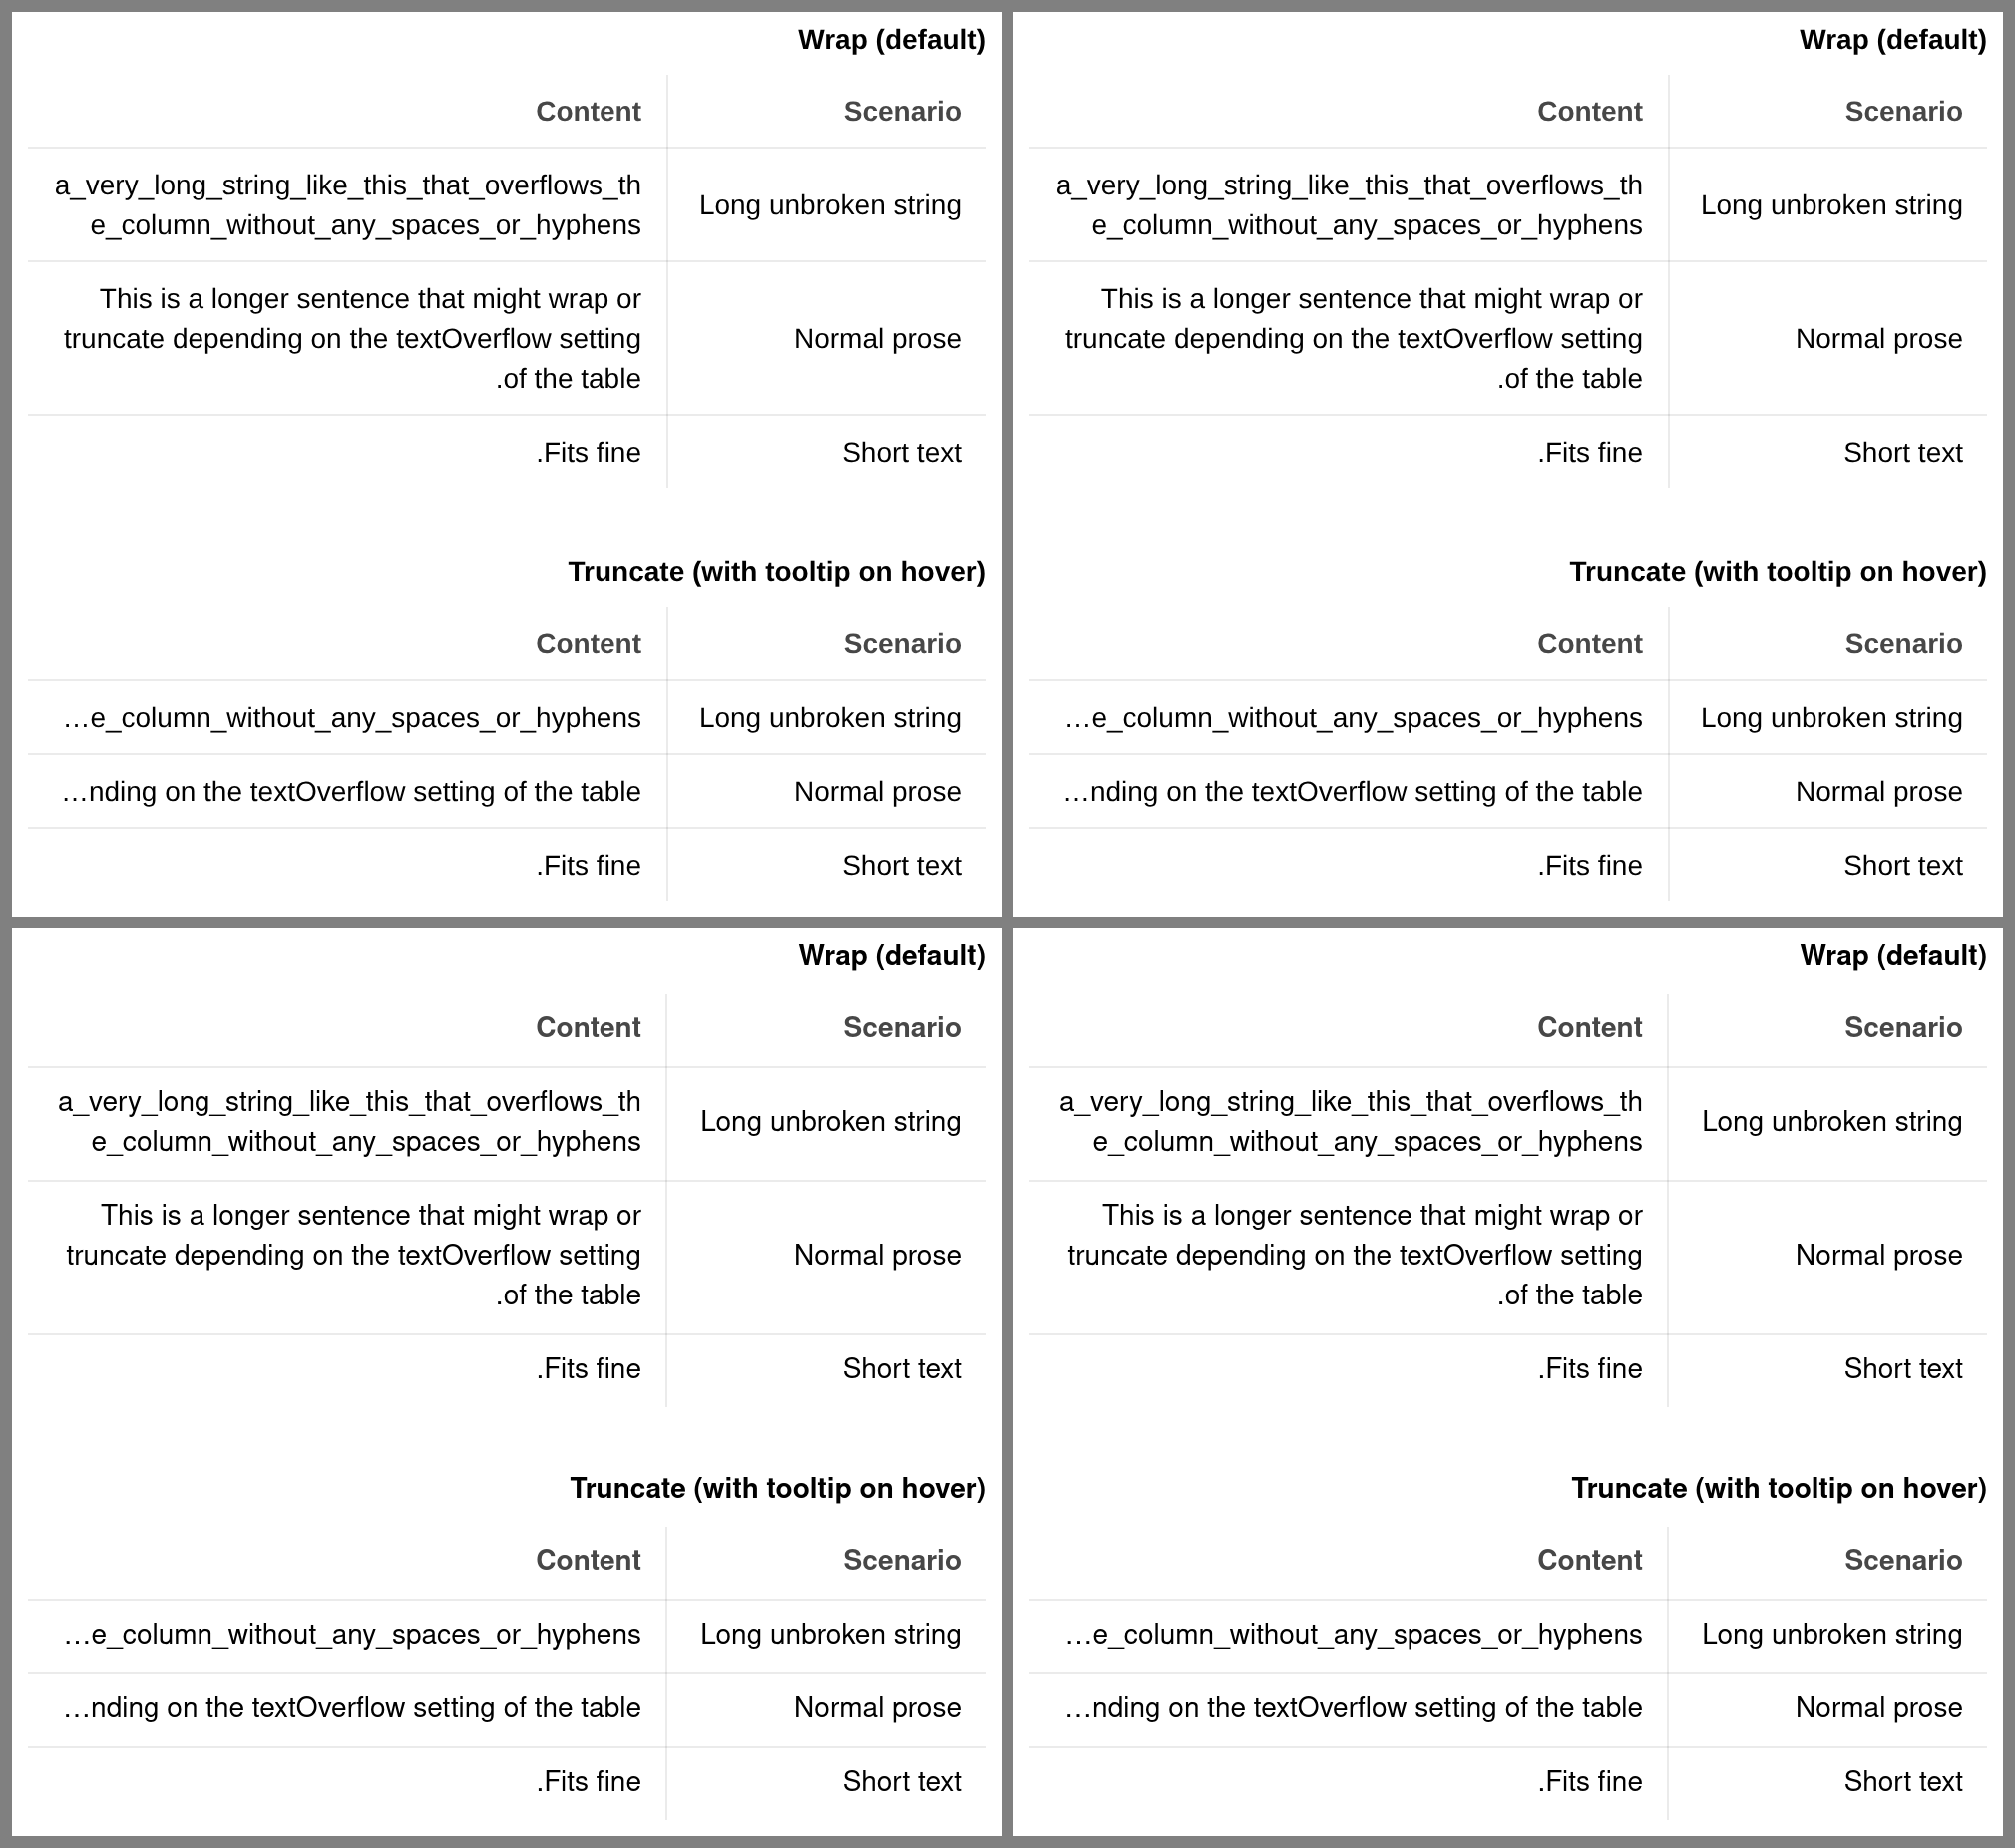 Wrap (default)
Scenario
Content
Long unbroken string
a_very_long_string_like_this_that_overflows_th
e_column_without_any_spaces_or_hyphens
Normal prose
This is a longer sentence that might wrap or
truncate depending on the textOverflow setting
.of the table
Short text
.Fits fine
Truncate (with tooltip on hover)
Scenario
Content
Long unbroken string
…e_column_without_any_spaces_or_hyphens
Normal prose
…nding on the textOverflow setting of the table
Short text
.Fits fine
Wrap (default)
Scenario
Content
Long unbroken string
a_very_long_string_like_this_that_overflows_th
e_column_without_any_spaces_or_hyphens
Normal prose
This is a longer sentence that might wrap or
truncate depending on the textOverflow setting
.of the table
Short text
.Fits fine
Truncate (with tooltip on hover)
Scenario
Content
Long unbroken string
…e_column_without_any_spaces_or_hyphens
Normal prose
…nding on the textOverflow setting of the table
Short text
.Fits fine
Wrap (default)
Scenario
Content
Long unbroken string
a_very_long_string_like_this_that_overflows_th
e_column_without_any_spaces_or_hyphens
Normal prose
This is a longer sentence that might wrap or
truncate depending on the textOverflow setting
.of the table
Short text
.Fits fine
Truncate (with tooltip on hover)
Scenario
Content
Long unbroken string
…e_column_without_any_spaces_or_hyphens
Normal prose
…nding on the textOverflow setting of the table
Short text
.Fits fine
Wrap (default)
Scenario
Content
Long unbroken string
a_very_long_string_like_this_that_overflows_th
e_column_without_any_spaces_or_hyphens
Normal prose
This is a longer sentence that might wrap or
truncate depending on the textOverflow setting
.of the table
Short text
.Fits fine
Truncate (with tooltip on hover)
Scenario
Content
Long unbroken string
…e_column_without_any_spaces_or_hyphens
Normal prose
…nding on the textOverflow setting of the table
Short text
.Fits fine